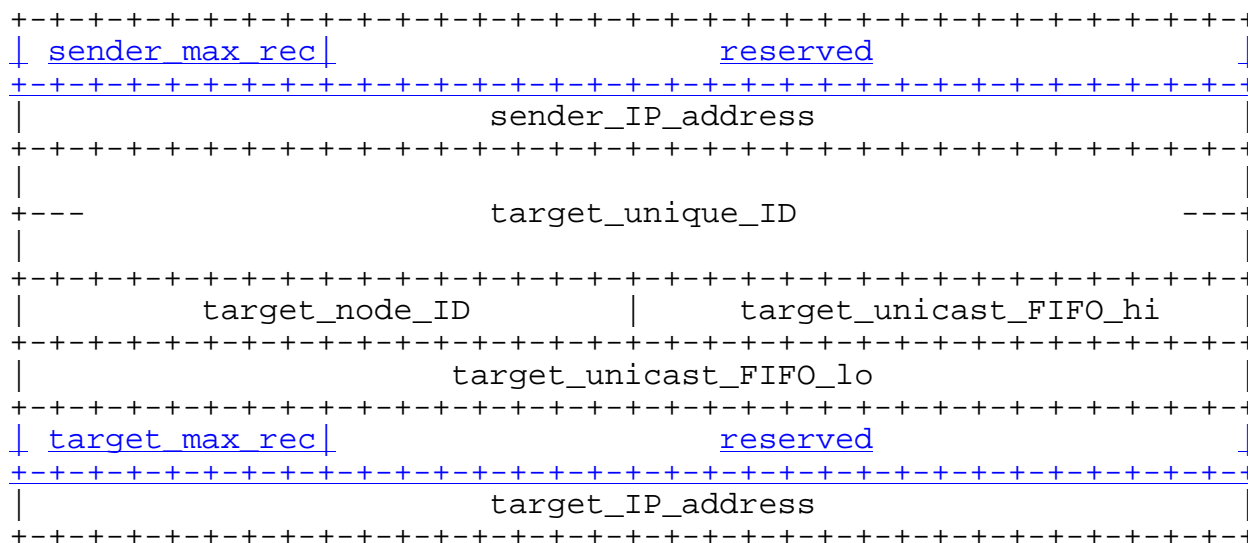 +-+-+-+-+-+-+-+-+-+-+-+-+-+-+-+-+-+-+-+-+-+-+-+-+-+-+-+-+-+-+-+-+
| sender_max_rec| reserved |
+-+-+-+-+-+-+-+-+-+-+-+-+-+-+-+-+-+-+-+-+-+-+-+-+-+-+-+-+-+-+-+-+
| sender_IP_address |
+-+-+-+-+-+-+-+-+-+-+-+-+-+-+-+-+-+-+-+-+-+-+-+-+-+-+-+-+-+-+-+-+
| |
+--- target_unique_ID ---+
| |
+-+-+-+-+-+-+-+-+-+-+-+-+-+-+-+-+-+-+-+-+-+-+-+-+-+-+-+-+-+-+-+-+
| target_node_ID | target_unicast_FIFO_hi |
+-+-+-+-+-+-+-+-+-+-+-+-+-+-+-+-+-+-+-+-+-+-+-+-+-+-+-+-+-+-+-+-+
| target_unicast_FIFO_lo |
+-+-+-+-+-+-+-+-+-+-+-+-+-+-+-+-+-+-+-+-+-+-+-+-+-+-+-+-+-+-+-+-+
| target_max_rec| reserved |
+-+-+-+-+-+-+-+-+-+-+-+-+-+-+-+-+-+-+-+-+-+-+-+-+-+-+-+-+-+-+-+-+
| target_IP_address |
+-+-+-+-+-+-+-+-+-+-+-+-+-+-+-+-+-+-+-+-+-+-+-+-+-+-+-+-+-+-+-+-+